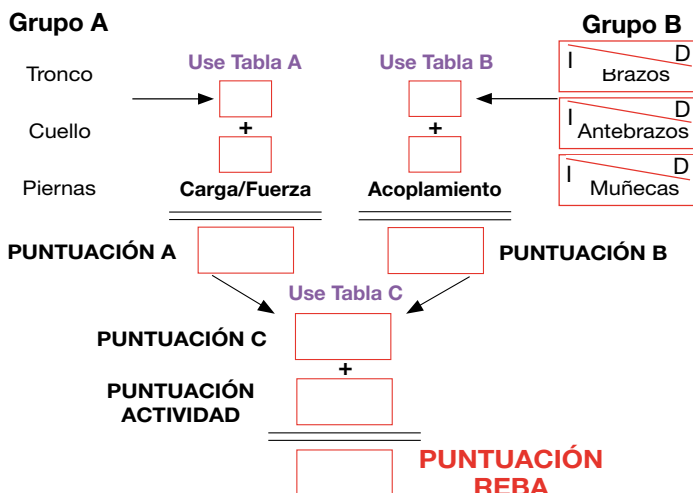 Grupo A
Grupo B
Use Tabla A
Use Tabla B
Tronco
I D
Brazos
+
+
Cuello
I D
Antebrazos
Piernas
Carga/Fuerza
Acoplamiento
I D
Muñecas
PUNTUACIÓN A
PUNTUACIÓN B
Use Tabla C
PUNTUACIÓN C
+
PUNTUACIÓN
ACTIVIDAD
PUNTUACIÓN
REBA